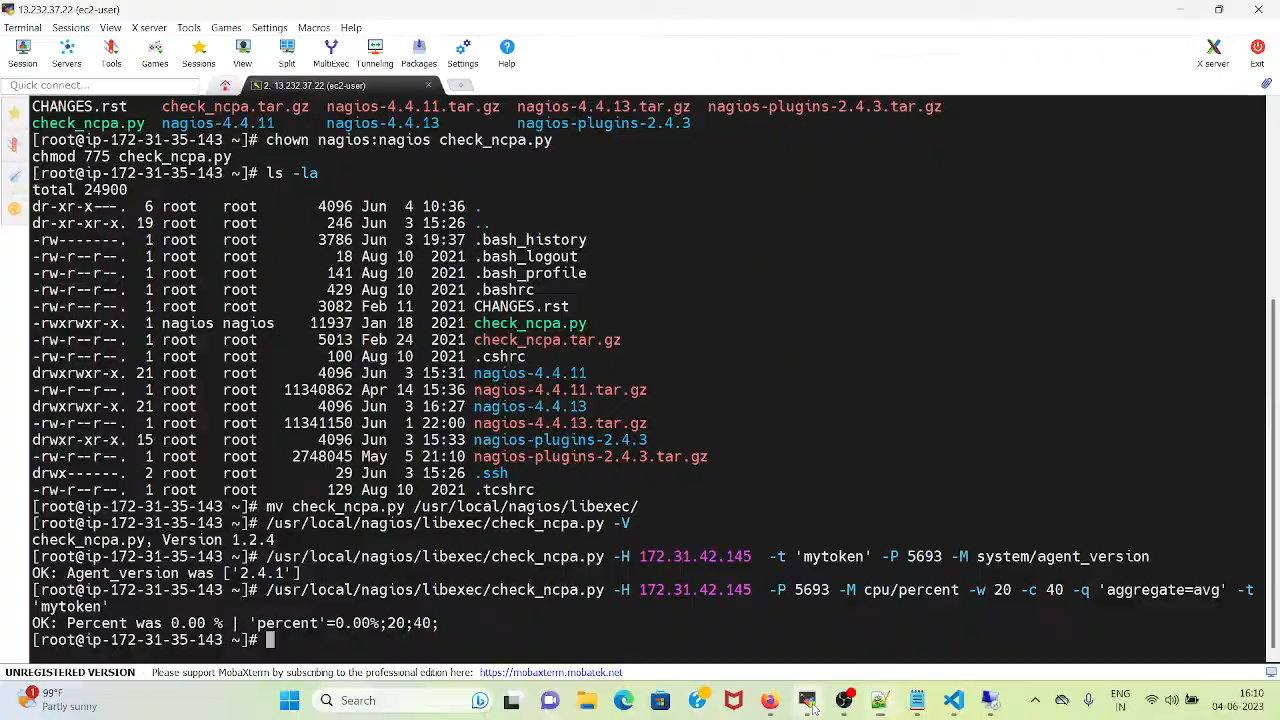 13.232.37.22 (ec2-user)
Terminal Sessions View X server Tools Games Settings Macros Help
Session Servers Tools Games Sessions View Split MultiExec Tunneling Packages Settings Help X server Exit
Quick connect... 2. 13.232.37.22 (ec2-user)
CHANGES.rst check_ncpa.tar.gz nagios-4.4.11.tar.gz nagios-4.4.13.tar.gz nagios-plugins-2.4.3.tar.gz
check_ncpa.py nagios-4.4.11 nagios-4.4.13 nagios-plugins-2.4.3
[root@ip-172-31-35-143 ~]# chown nagios:nagios check_ncpa.py
chmod 775 check_ncpa.py
[root@ip-172-31-35-143 ~]# ls -la
total 24900
dr-xr-x---. 6 root root 4096 Jun 4 10:36 .
dr-xr-xr-x. 19 root root 246 Jun 3 15:26 ..
-rw-------. 1 root root 3786 Jun 3 19:37 .bash_history
-rw-r--r--. 1 root root 18 Aug 10 2021 .bash_logout
-rw-r--r--. 1 root root 141 Aug 10 2021 .bash_profile
-rw-r--r--. 1 root root 429 Aug 10 2021 .bashrc
-rw-r--r--. 1 root root 3082 Feb 11 2021 CHANGES.rst
-rwxrwxr-x. 1 nagios nagios 11937 Jan 18 2021 check_ncpa.py
-rw-r--r--. 1 root root 5013 Feb 24 2021 check_ncpa.tar.gz
-rw-r--r--. 1 root root 100 Aug 10 2021 .cshrc
drwxrwxr-x. 21 root root 4096 Jun 3 15:31 nagios-4.4.11
-rw-r--r--. 1 root root 11340862 Apr 14 15:36 nagios-4.4.11.tar.gz
drwxrwxr-x. 21 root root 4096 Jun 3 16:27 nagios-4.4.13
-rw-r--r--. 1 root root 11341150 Jun 1 22:00 nagios-4.4.13.tar.gz
drwxr-xr-x. 15 root root 4096 Jun 3 15:33 nagios-plugins-2.4.3
-rw-r--r--. 1 root root 2748045 May 5 21:10 nagios-plugins-2.4.3.tar.gz
drwx------. 2 root root 29 Jun 3 15:26 .ssh
-rw-r--r--. 1 root root 129 Aug 10 2021 .tcshrc
[root@ip-172-31-35-143 ~]# mv check_ncpa.py /usr/local/nagios/libexec/
[root@ip-172-31-35-143 ~]# /usr/local/nagios/libexec/check_ncpa.py -V
check_ncpa.py, Version 1.2.4
[root@ip-172-31-35-143 ~]# /usr/local/nagios/libexec/check_ncpa.py -H 172.31.42.145 -t 'mytoken' -P 5693 -M system/agent_version
OK: Agent_version was ['2.4.1']
[root@ip-172-31-35-143 ~]# /usr/local/nagios/libexec/check_ncpa.py -H 172.31.42.145 -P 5693 -M cpu/percent -w 20 -c 40 -q 'aggregate=avg' -t
'mytoken'
OK: Percent was 0.00 % | 'percent'=0.00%;20;40;
[root@ip-172-31-35-143 ~]#
UNREGISTERED VERSION - Please support MobaXterm by subscribing to the professional edition here: https://mobaxterm.mobatek.net
1 99°F Search ENG 16:10
Partly sunny IN 04-06-2023